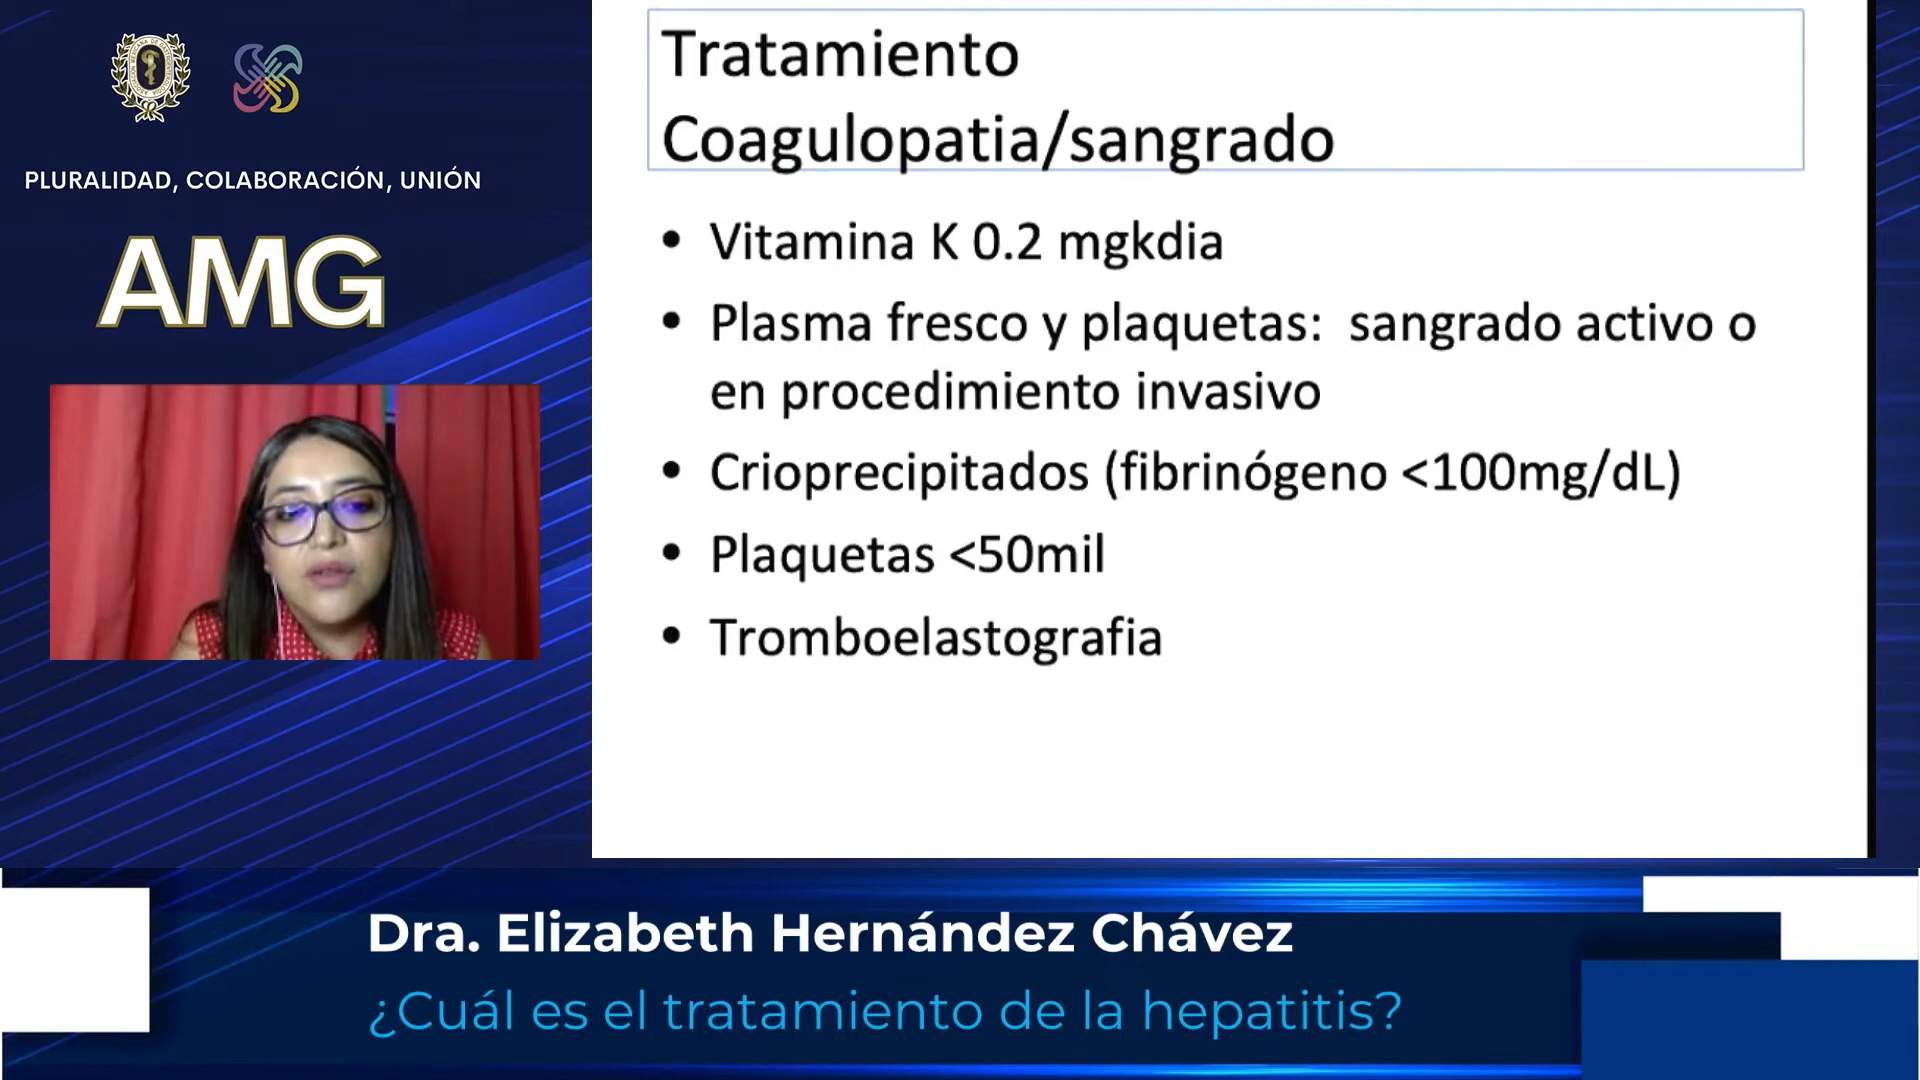 PLURALIDAD, COLABORACIÓN, UNIÓN
AMG
Tratamiento
Coagulopatia/sangrado
• Vitamina K 0.2 mgkdia
• Plasma fresco y plaquetas:  sangrado activo o
en procedimiento invasivo
• Crioprecipitados (fibrinógeno <100mg/dL)
• Plaquetas <50mil
• Tromboelastografia
Dra. Elizabeth Hernández Chávez
¿Cuál es el tratamiento de la hepatitis?